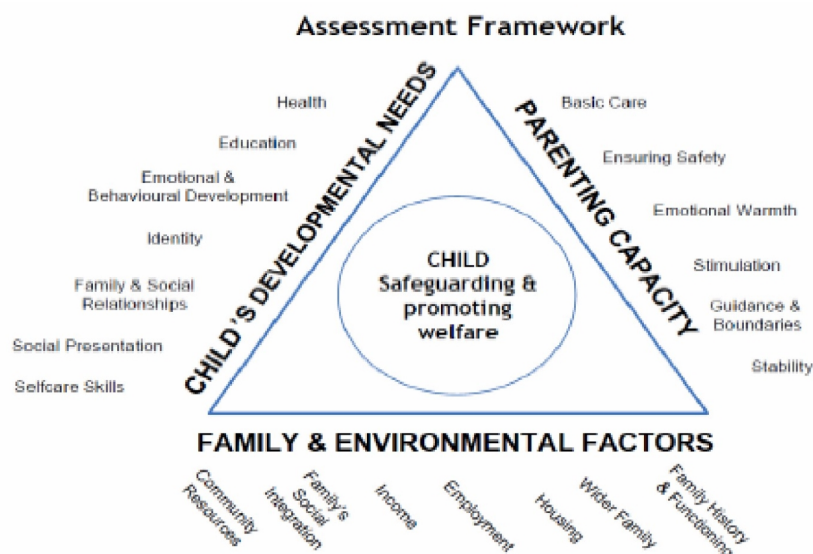 Assessment Framework
CHILD'S DEVELOPMENTAL NEEDS
Health
Education
Emotional &
Behavioural Development
Identity
Family & Social
Relationships
Social Presentation
Selfcare Skills
PARENTING CAPACITY
Basic Care
Ensuring Safety
Emotional Warmth
Stimulation
Guidance &
Boundaries
Stability
CHILD
Safeguarding &
promoting
welfare
FAMILY & ENVIRONMENTAL FACTORS
Community
Resources
Family's
Social
Integration
Income
Employment
Housing
Wider Family
Family History
& Functioning